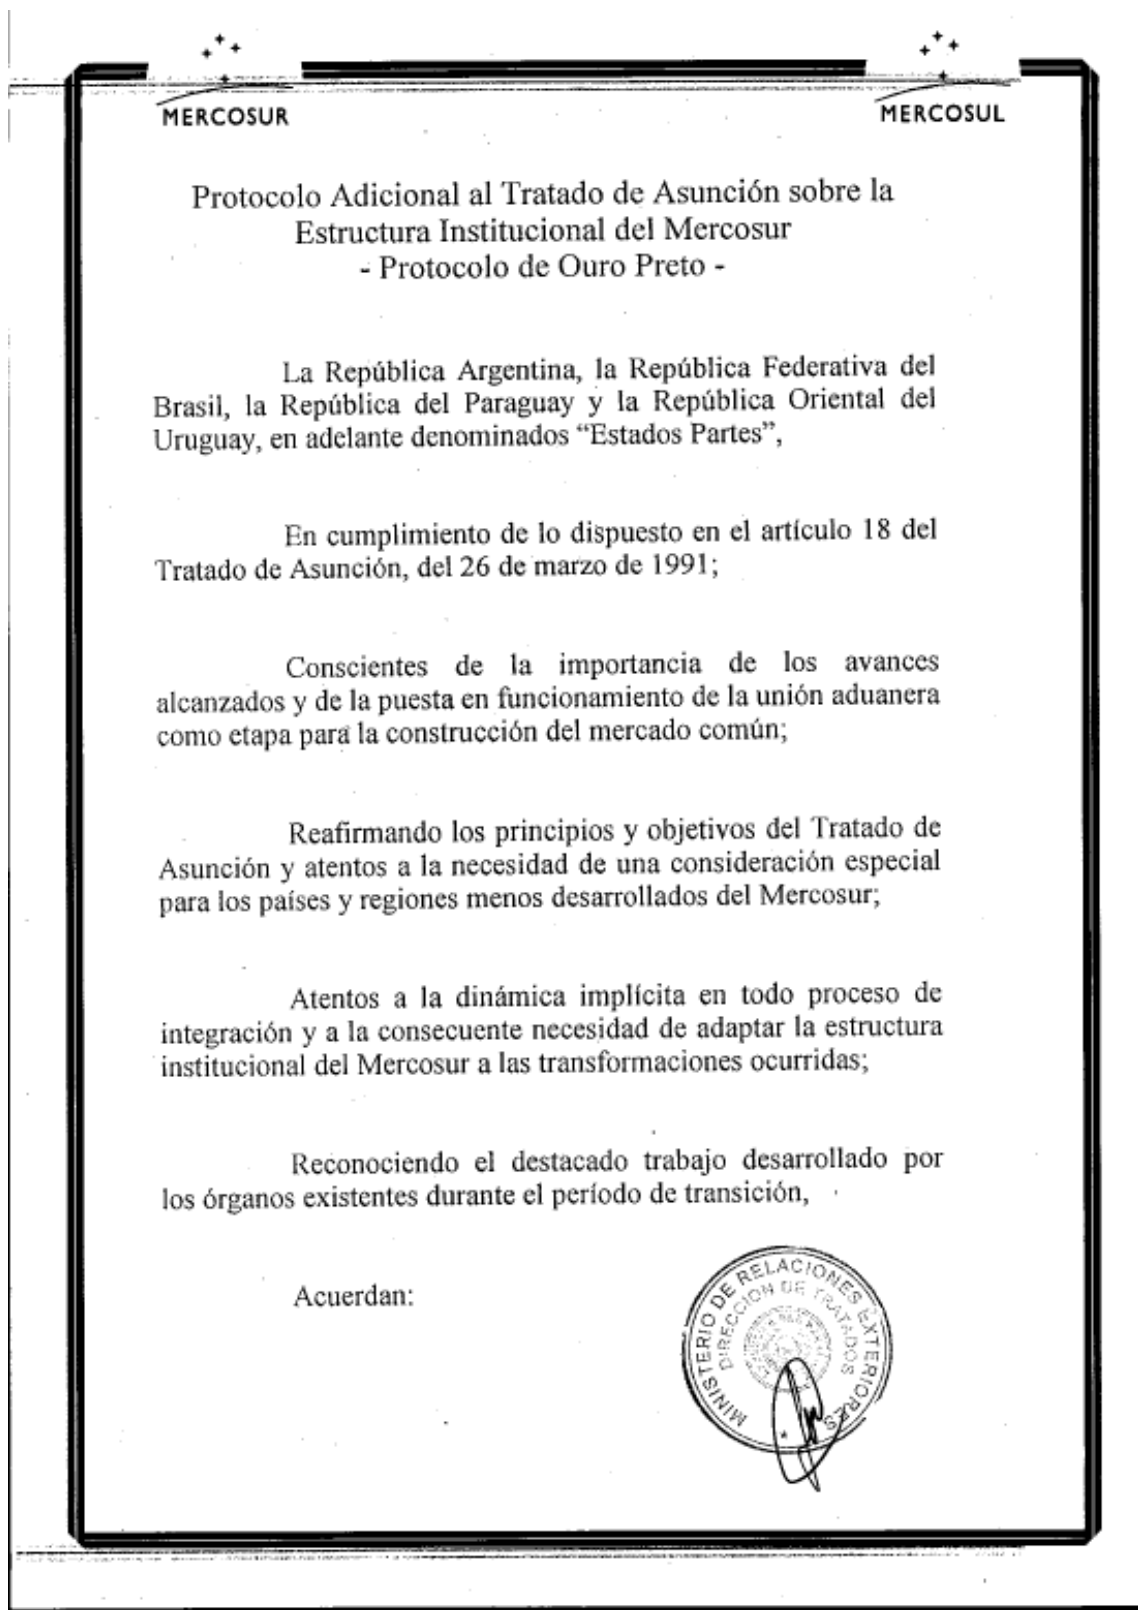 MERCOSUR
MERCOSUL
Protocolo Adicional al Tratado de Asunción sobre la
Estructura Institucional del Mercosur
- Protocolo de Ouro Preto -
La República Argentina, la República Federativa del
Brasil, la República del Paraguay y la República Oriental del
Uruguay, en adelante denominados “Estados Partes”,
En cumplimiento de lo dispuesto en el artículo 18 del
Tratado de Asunción, del 26 de marzo de 1991;
Conscientes de la importancia de los avances
alcanzados y de la puesta en funcionamiento de la unión aduanera
como etapa para la construcción del mercado común;
Reafirmando los principios y objetivos del Tratado de
Asunción y atentos a la necesidad de una consideración especial
para los países y regiones menos desarrollados del Mercosur;
Atentos a la dinámica implícita en todo proceso de
integración y a la consecuente necesidad de adaptar la estructura
institucional del Mercosur a las transformaciones ocurridas;
Reconociendo el destacado trabajo desarrollado por
los órganos existentes durante el período de transición,
Acuerdan:
MINISTERIO DE RELACIONES EXTERIORES
DIRECCION DE TRATADOS